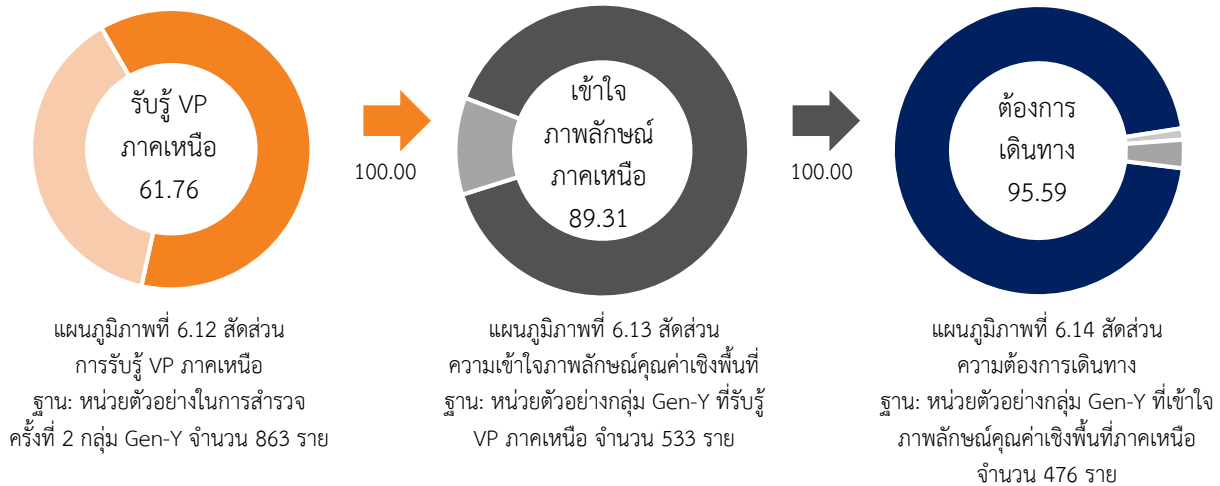 รับรู้ VP
ภาคเหนือ
61.76
100.00
เข้าใจ
ภาพลักษณ์
ภาคเหนือ
89.31
100.00
ต้องการ
เดินทาง
95.59
แผนภูมิภาพที่ 6.12 สัดส่วน
การรับรู้ VP ภาคเหนือ
ฐาน: หน่วยตัวอย่างในการสำรวจ
ครั้งที่ 2 กลุ่ม Gen-Y จำนวน 863 ราย
แผนภูมิภาพที่ 6.13 สัดส่วน
ความเข้าใจภาพลักษณ์คุณค่าเชิงพื้นที่
ฐาน: หน่วยตัวอย่างกลุ่ม Gen-Y ที่รับรู้
VP ภาคเหนือ จำนวน 533 ราย
แผนภูมิภาพที่ 6.14 สัดส่วน
ความต้องการเดินทาง
ฐาน: หน่วยตัวอย่างกลุ่ม Gen-Y ที่เข้าใจ
ภาพลักษณ์คุณค่าเชิงพื้นที่ภาคเหนือ
จำนวน 476 ราย